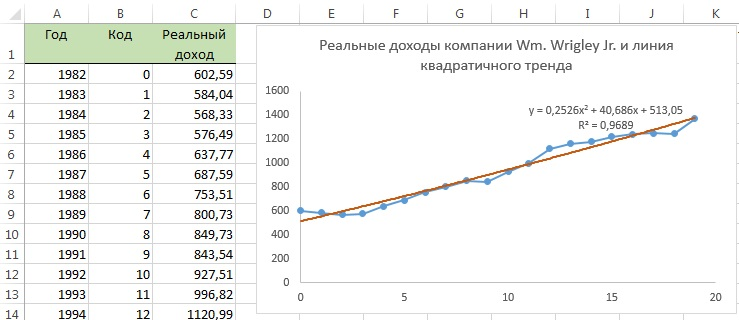 A B C D E F G H I J K
1 Год Код Реальный
доход
2 1982 0 602,59
3 1983 1 584,04
4 1984 2 568,33
5 1985 3 576,49
6 1986 4 637,77
7 1987 5 687,59
8 1988 6 753,51
9 1989 7 800,73
10 1990 8 849,73
11 1991 9 843,54
12 1992 10 927,51
13 1993 11 996,82
14 1994 12 1120,99
Реальные доходы компании Wm. Wrigley Jr. и линия
квадратичного тренда
y = 0,2526x² + 40,686x + 513,05
R² = 0,9689
1600
1400
1200
1000
800
600
400
200
0
0 5 10 15 20